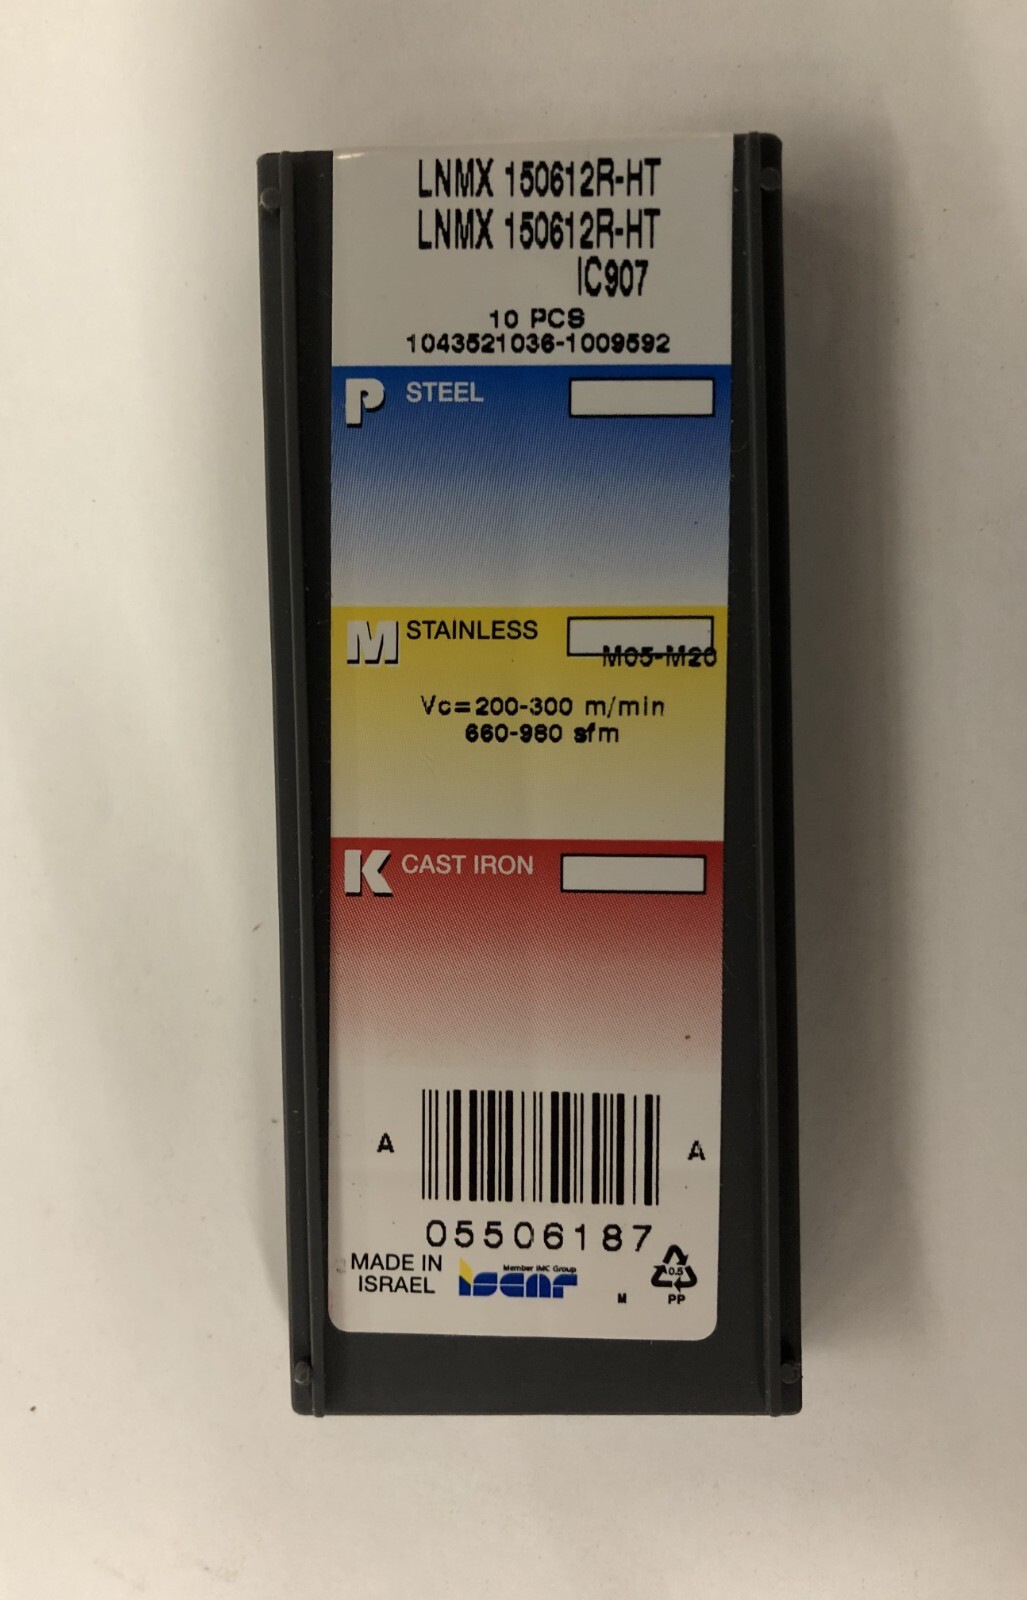 LNMX 150612R-HT
LNMX 150612R-HT
IC907
10 PCS
1043521036-1009592
P STEEL
M STAINLESS
M05-M20
Vc=200-300 m/min
660-980 sfm
K CAST IRON
A A
05506187
MADE IN
ISRAEL
Member IMC Group
iscar
M
0.5
PP